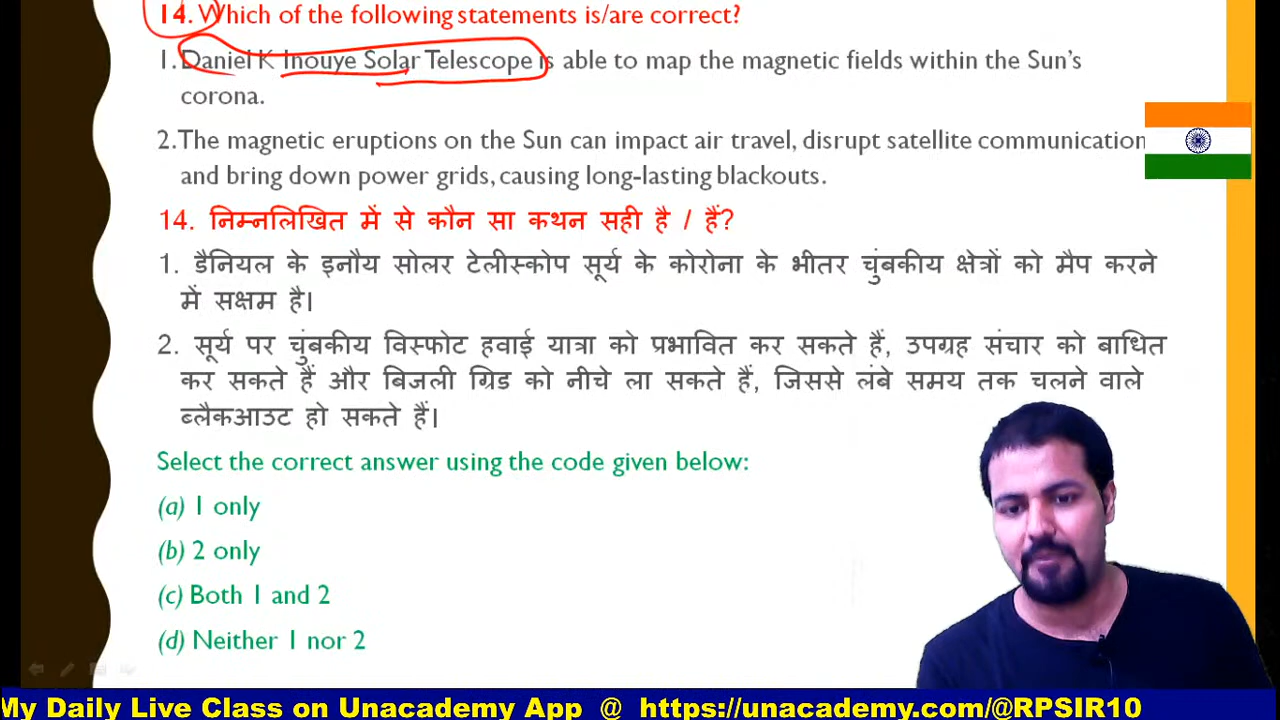 14. Which of the following statements is/are correct?
1. Daniel K Inouye Solar Telescope is able to map the magnetic fields within the Sun's
corona.
2. The magnetic eruptions on the Sun can impact air travel, disrupt satellite communication
and bring down power grids, causing long-lasting blackouts.
14. निम्नलिखित में से कौन सा कथन सही है / हैं?
1. डैनियल के इनौय सोलर टेलीस्कोप सूर्य के कोरोना के भीतर चुंबकीय क्षेत्रों को मैप करने
में सक्षम है।
2. सूर्य पर चुंबकीय विस्फोट हवाई यात्रा को प्रभावित कर सकते हैं, उपग्रह संचार को बाधित
कर सकते हैं और बिजली ग्रिड को नीचे ला सकते हैं, जिससे लंबे समय तक चलने वाले
ब्लैकआउट हो सकते हैं।
Select the correct answer using the code given below:
(a) 1 only
(b) 2 only
(c) Both 1 and 2
(d) Neither 1 nor 2
My Daily Live Class on Unacademy App @ https://unacademy.com/@RPSIR10